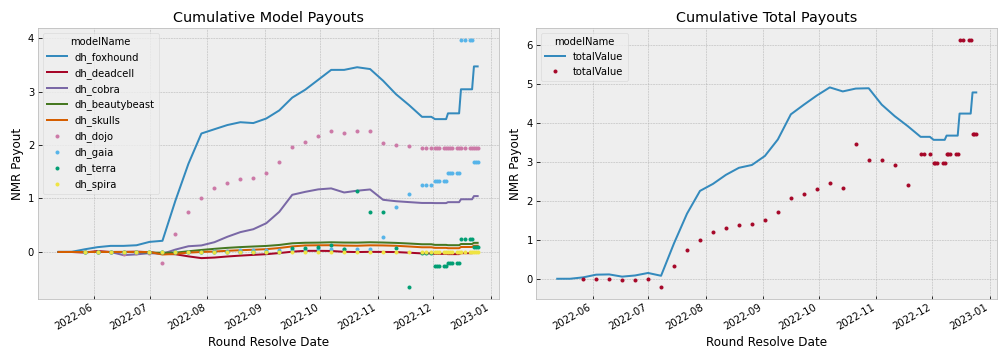 Cumulative Model Payouts
NMR Payout
4
3
2
1
0
modelName
dh_foxhound
dh_deadcell
dh_cobra
dh_beautybeast
dh_skulls
dh_dojo
dh_gaia
dh_terra
dh_spira
2022-06
2022-07
2022-08
2022-09
2022-10
2022-11
2022-12
2023-01
Round Resolve Date
Cumulative Total Payouts
NMR Payout
6
5
4
3
2
1
0
modelName
totalValue
totalValue
2022-06
2022-07
2022-08
2022-09
2022-10
2022-11
2022-12
2023-01
Round Resolve Date